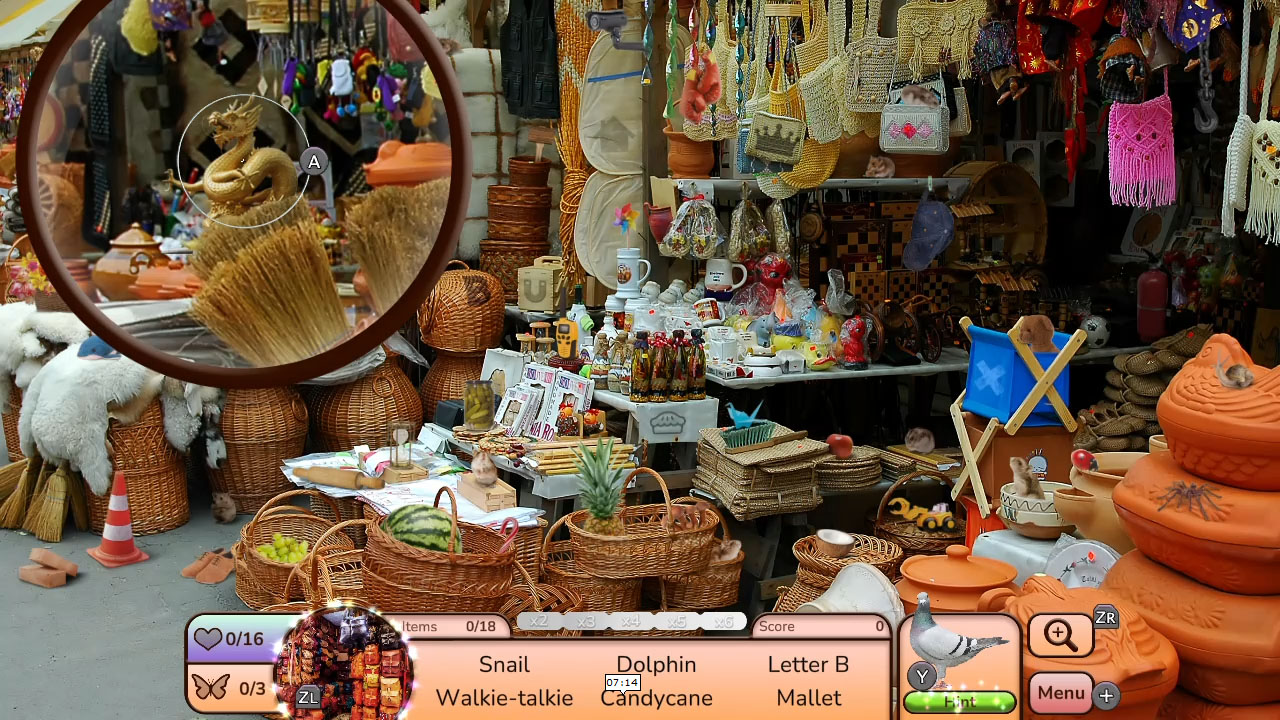 A
B
0/16
Items 0/18
x2 x3 x4 x5 x6
Score 0
ZR
0/3
ZL
Snail Dolphin Letter B
Walkie-talkie Candycane Mallet
07:14
Y
Hint
Menu